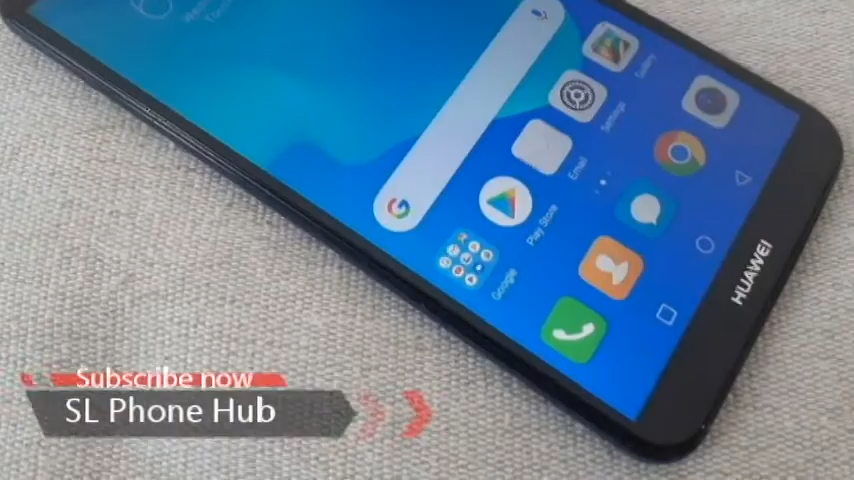 Gallery
Settings
Email
Play Store
Google
HUAWEI
Subscribe now
SL Phone Hub